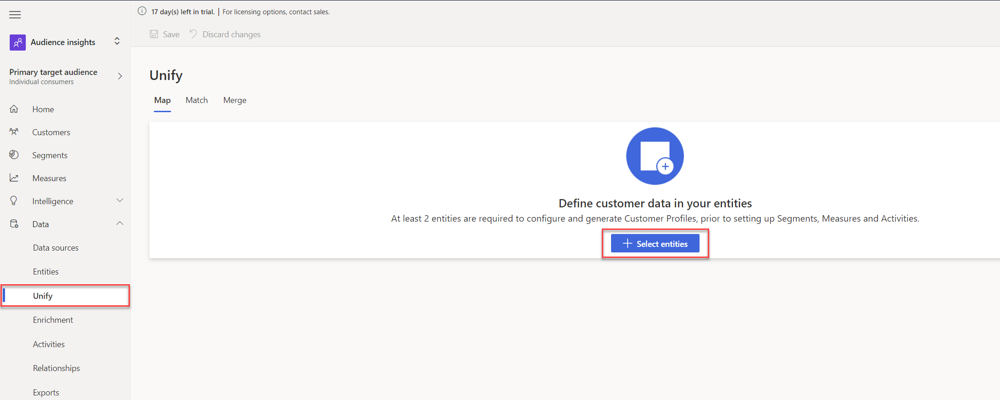 17 day(s) left in trial. | For licensing options, contact sales.
Save Discard changes
Audience insights
Primary target audience
Individual consumers
Home
Customers
Segments
Measures
Intelligence
Data
Data sources
Entities
Unify
Enrichment
Activities
Relationships
Exports
Unify
Map Match Merge
Define customer data in your entities
At least 2 entities are required to configure and generate Customer Profiles, prior to setting up Segments, Measures and Activities.
Select entities